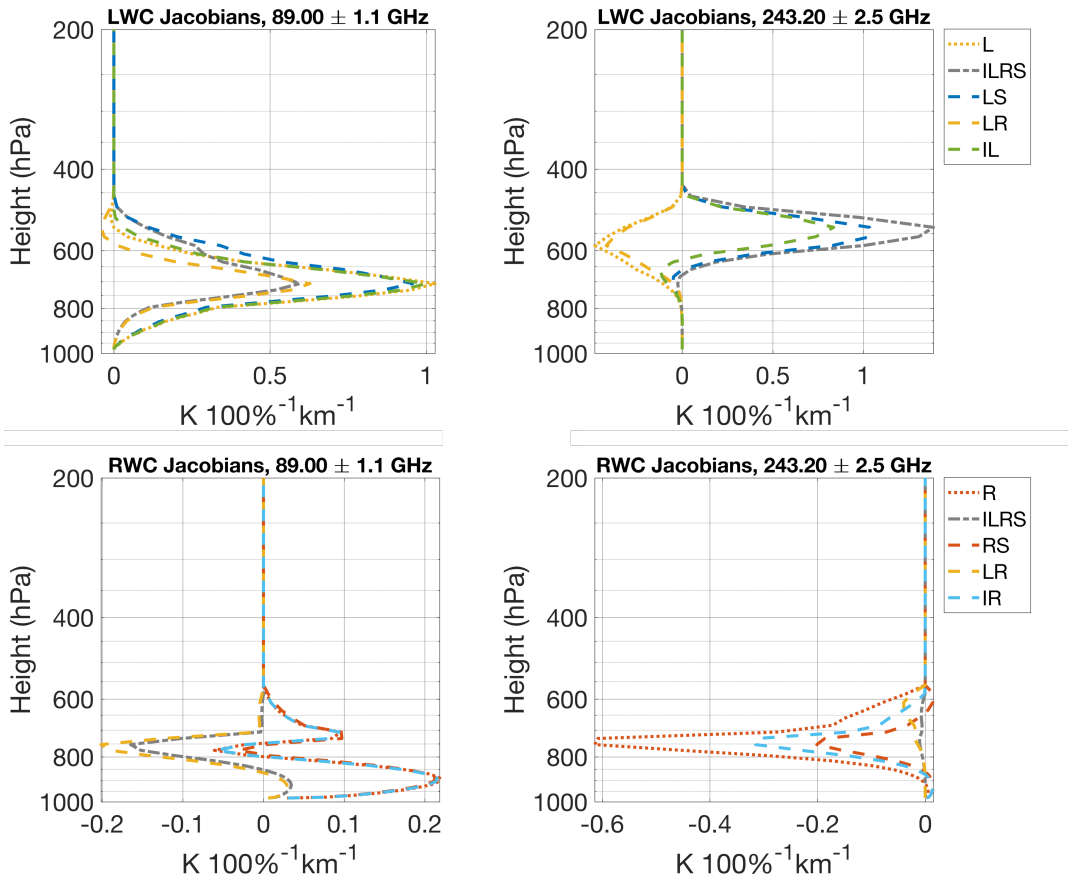 LWC Jacobians, 89.00 ± 1.1 GHz
200
400
600
800
1000
Height (hPa)
0
0.5
1
K 100%⁻¹km⁻¹
LWC Jacobians, 243.20 ± 2.5 GHz
200
400
600
800
1000
Height (hPa)
0
0.5
1
K 100%⁻¹km⁻¹
L
ILRS
LS
LR
IL
RWC Jacobians, 89.00 ± 1.1 GHz
200
400
600
800
1000
Height (hPa)
-0.2
-0.1
0
0.1
0.2
K 100%⁻¹km⁻¹
RWC Jacobians, 243.20 ± 2.5 GHz
200
400
600
800
1000
Height (hPa)
-0.6
-0.4
-0.2
0
K 100%⁻¹km⁻¹
R
ILRS
RS
LR
IR